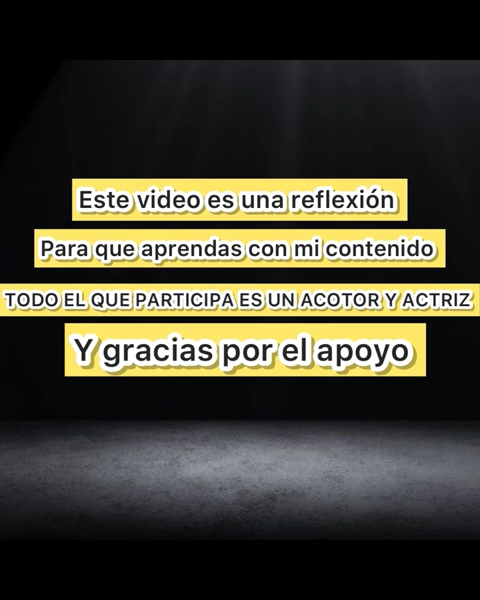 Este video es una reflexión
Para que aprendas con mi contenido
TODO EL QUE PARTICIPA ES UN ACOTOR Y ACTRIZ
Y gracias por el apoyo